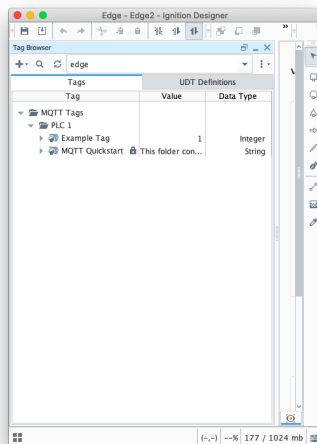 Edge - Edge2 - Ignition Designer
Tag Browser
edge
Tags UDT Definitions
Tag Value Data Type
MQTT Tags
PLC 1
Example Tag 1 Integer
MQTT Quickstart This folder con... String
(-,-) --% 177 / 1024 mb